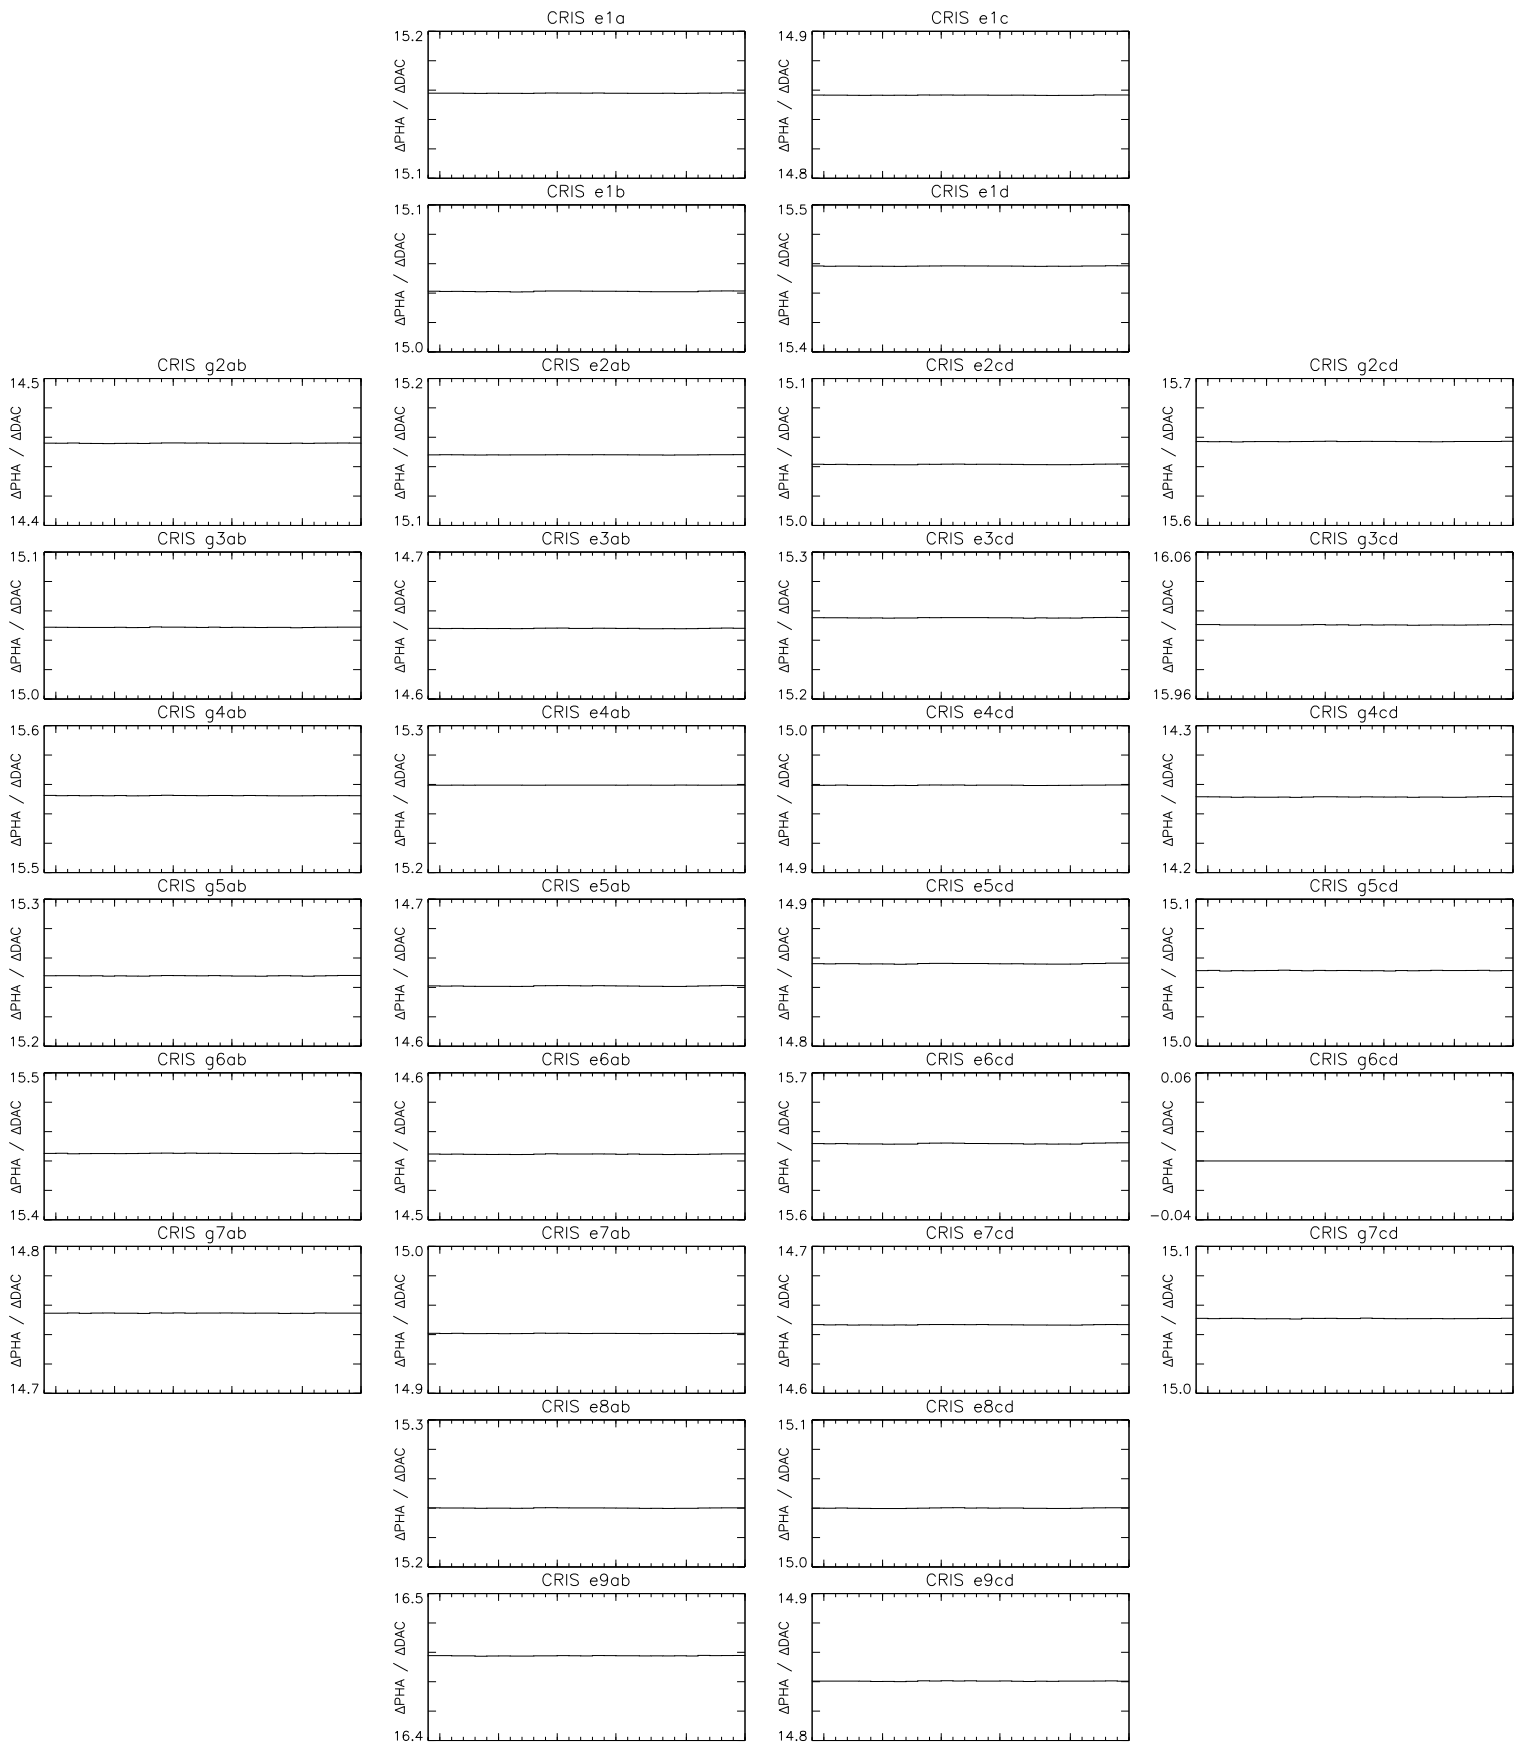 CRIS e1a
15.2
ΔPHA / ΔDAC
15.1
CRIS e1c
14.9
ΔPHA / ΔDAC
14.8
CRIS e1b
15.1
ΔPHA / ΔDAC
15.0
CRIS e1d
15.5
ΔPHA / ΔDAC
15.4
CRIS g2ab
14.5
ΔPHA / ΔDAC
14.4
CRIS e2ab
15.2
ΔPHA / ΔDAC
15.1
CRIS e2cd
15.1
ΔPHA / ΔDAC
15.0
CRIS g2cd
15.7
ΔPHA / ΔDAC
15.6
CRIS g3ab
15.1
ΔPHA / ΔDAC
15.0
CRIS e3ab
14.7
ΔPHA / ΔDAC
14.6
CRIS e3cd
15.3
ΔPHA / ΔDAC
15.2
CRIS g3cd
16.06
ΔPHA / ΔDAC
15.96
CRIS g4ab
15.6
ΔPHA / ΔDAC
15.5
CRIS e4ab
15.3
ΔPHA / ΔDAC
15.2
CRIS e4cd
15.0
ΔPHA / ΔDAC
14.9
CRIS g4cd
14.3
ΔPHA / ΔDAC
14.2
CRIS g5ab
15.3
ΔPHA / ΔDAC
15.2
CRIS e5ab
14.7
ΔPHA / ΔDAC
14.6
CRIS e5cd
14.9
ΔPHA / ΔDAC
14.8
CRIS g5cd
15.1
ΔPHA / ΔDAC
15.0
CRIS g6ab
15.5
ΔPHA / ΔDAC
15.4
CRIS e6ab
14.6
ΔPHA / ΔDAC
14.5
CRIS e6cd
15.7
ΔPHA / ΔDAC
15.6
CRIS g6cd
0.06
ΔPHA / ΔDAC
−0.04
CRIS g7ab
14.8
ΔPHA / ΔDAC
14.7
CRIS e7ab
15.0
ΔPHA / ΔDAC
14.9
CRIS e7cd
14.7
ΔPHA / ΔDAC
14.6
CRIS g7cd
15.1
ΔPHA / ΔDAC
15.0
CRIS e8ab
15.3
ΔPHA / ΔDAC
15.2
CRIS e8cd
15.1
ΔPHA / ΔDAC
15.0
CRIS e9ab
16.5
ΔPHA / ΔDAC
16.4
CRIS e9cd
14.9
ΔPHA / ΔDAC
14.8